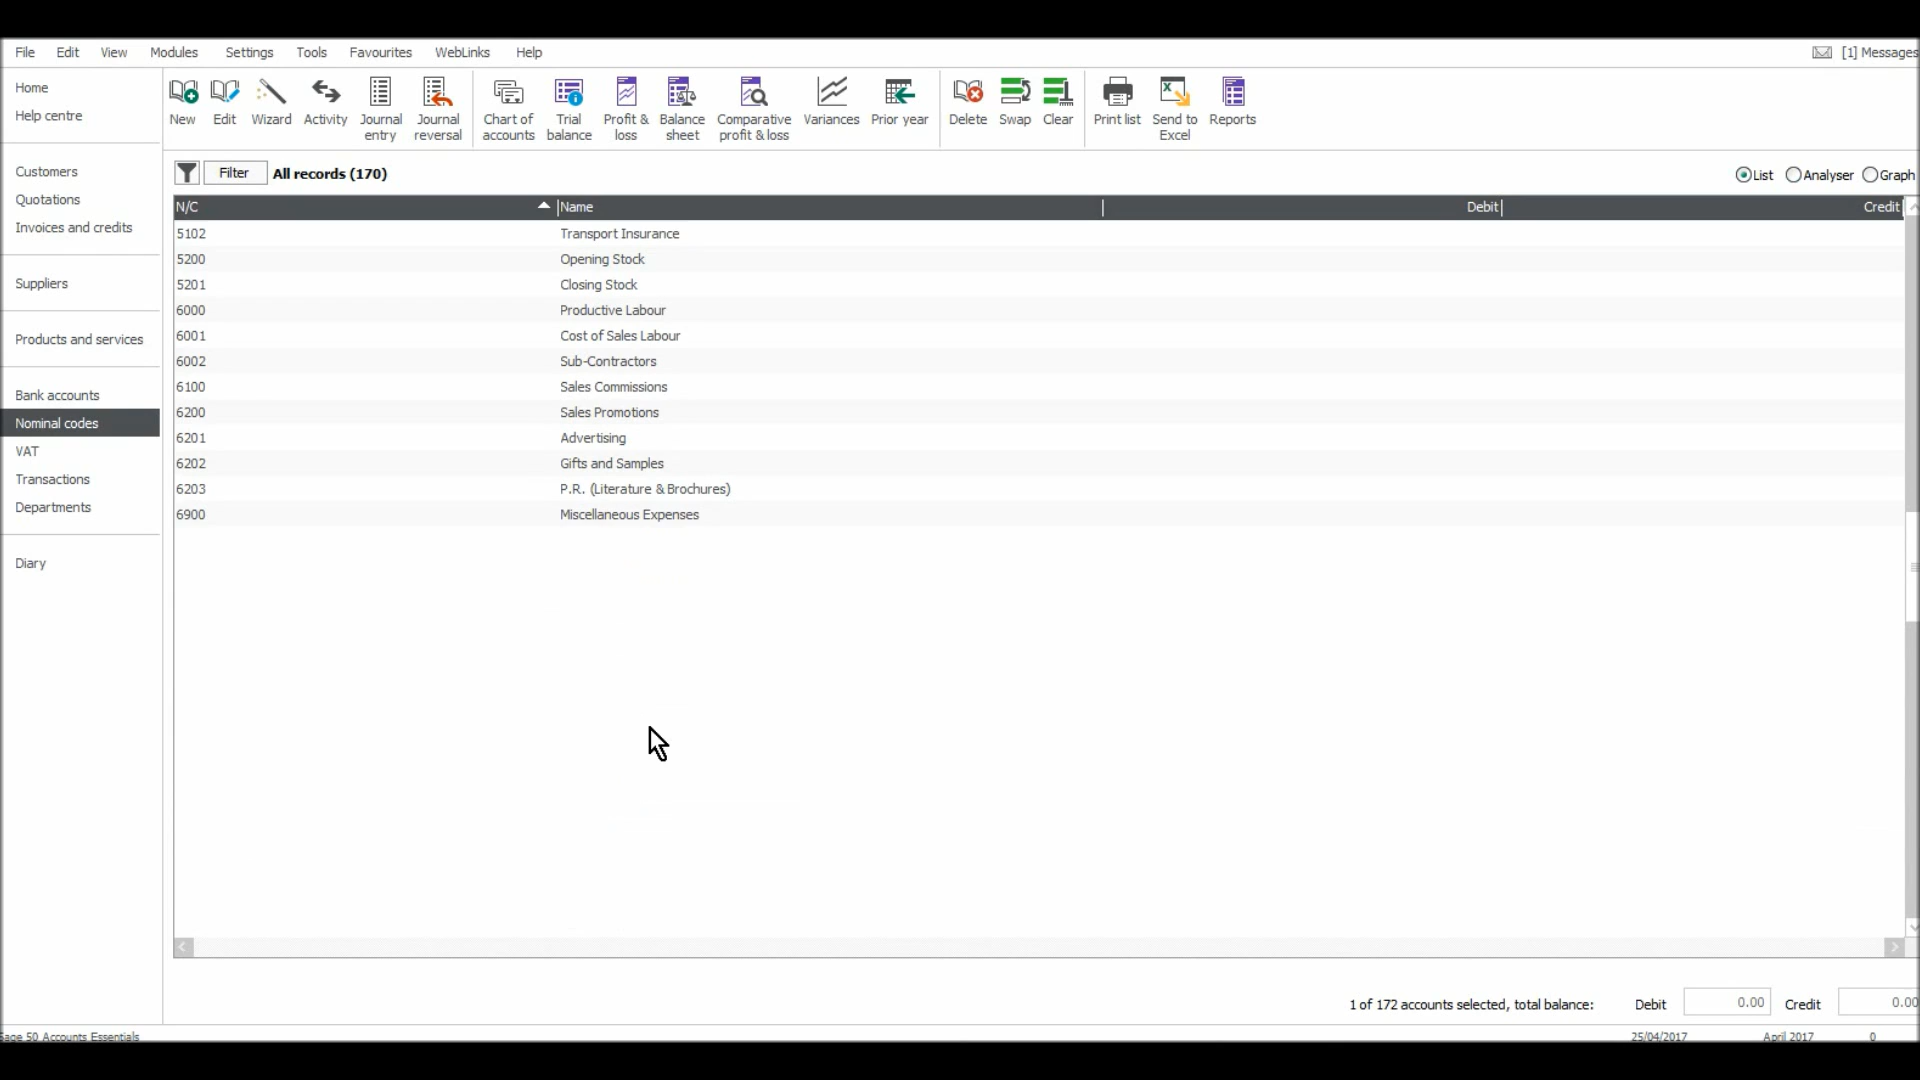 File Edit View Modules Settings Tools Favourites WebLinks Help [1] Messages
Home
Help centre
Customers
Quotations
Invoices and credits
Suppliers
Products and services
Bank accounts
Nominal codes
VAT
Transactions
Departments
Diary
New Edit Wizard Activity Journal entry Journal reversal Chart of accounts Trial balance Profit & loss Balance sheet Comparative profit & loss Variances Prior year Delete Swap Clear Print list Send to Excel Reports
Filter All records (170) List Analyser Graph
N/C Name Debit Credit
5102 Transport Insurance
5200 Opening Stock
5201 Closing Stock
6000 Productive Labour
6001 Cost of Sales Labour
6002 Sub-Contractors
6100 Sales Commissions
6200 Sales Promotions
6201 Advertising
6202 Gifts and Samples
6203 P.R. (Literature & Brochures)
6900 Miscellaneous Expenses
1 of 172 accounts selected, total balance: Debit 0.00 Credit 0.00
Sage 50 Accounts Essentials 25/04/2017 April 2017 0